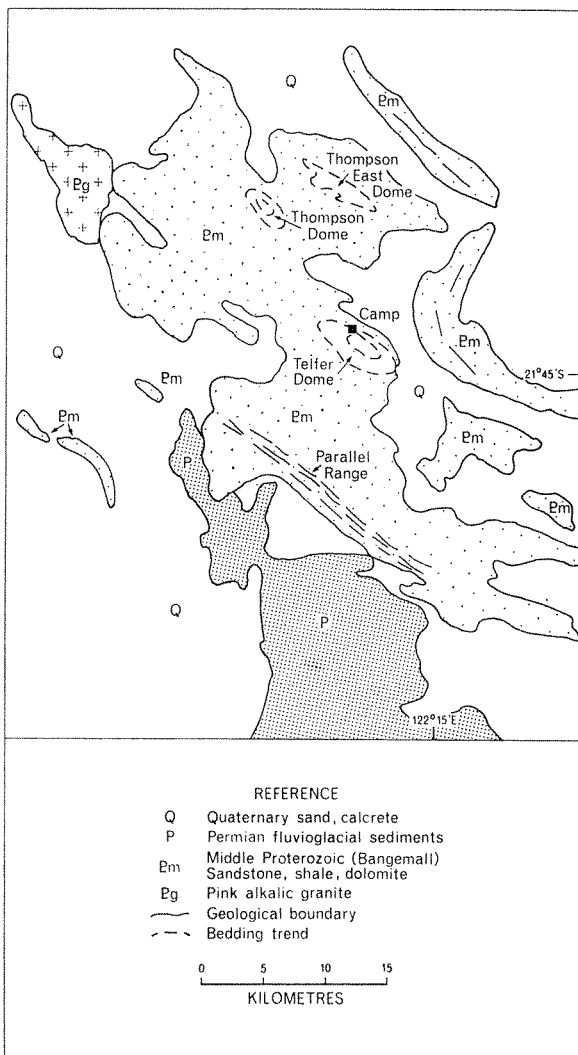 Q
Ꝑm
Ꝑg
Thompson
East
Dome
Thompson
Dome
Ꝑm
Camp
Ꝑm
Telfer
Dome
21°45'S
Q
Ꝑm
Q
Ꝑm
Ꝑm
Ꝑm
Parallel
Range
P
Ꝑm
Q
P
122°15'E
REFERENCE
Q Quaternary sand, calcrete
P Permian fluvioglacial sediments
Ꝑm Middle Proterozoic (Bangemall)
Sandstone, shale, dolomite
Ꝑg Pink alkalic granite
Geological boundary
Bedding trend
0 5 10 15
KILOMETRES